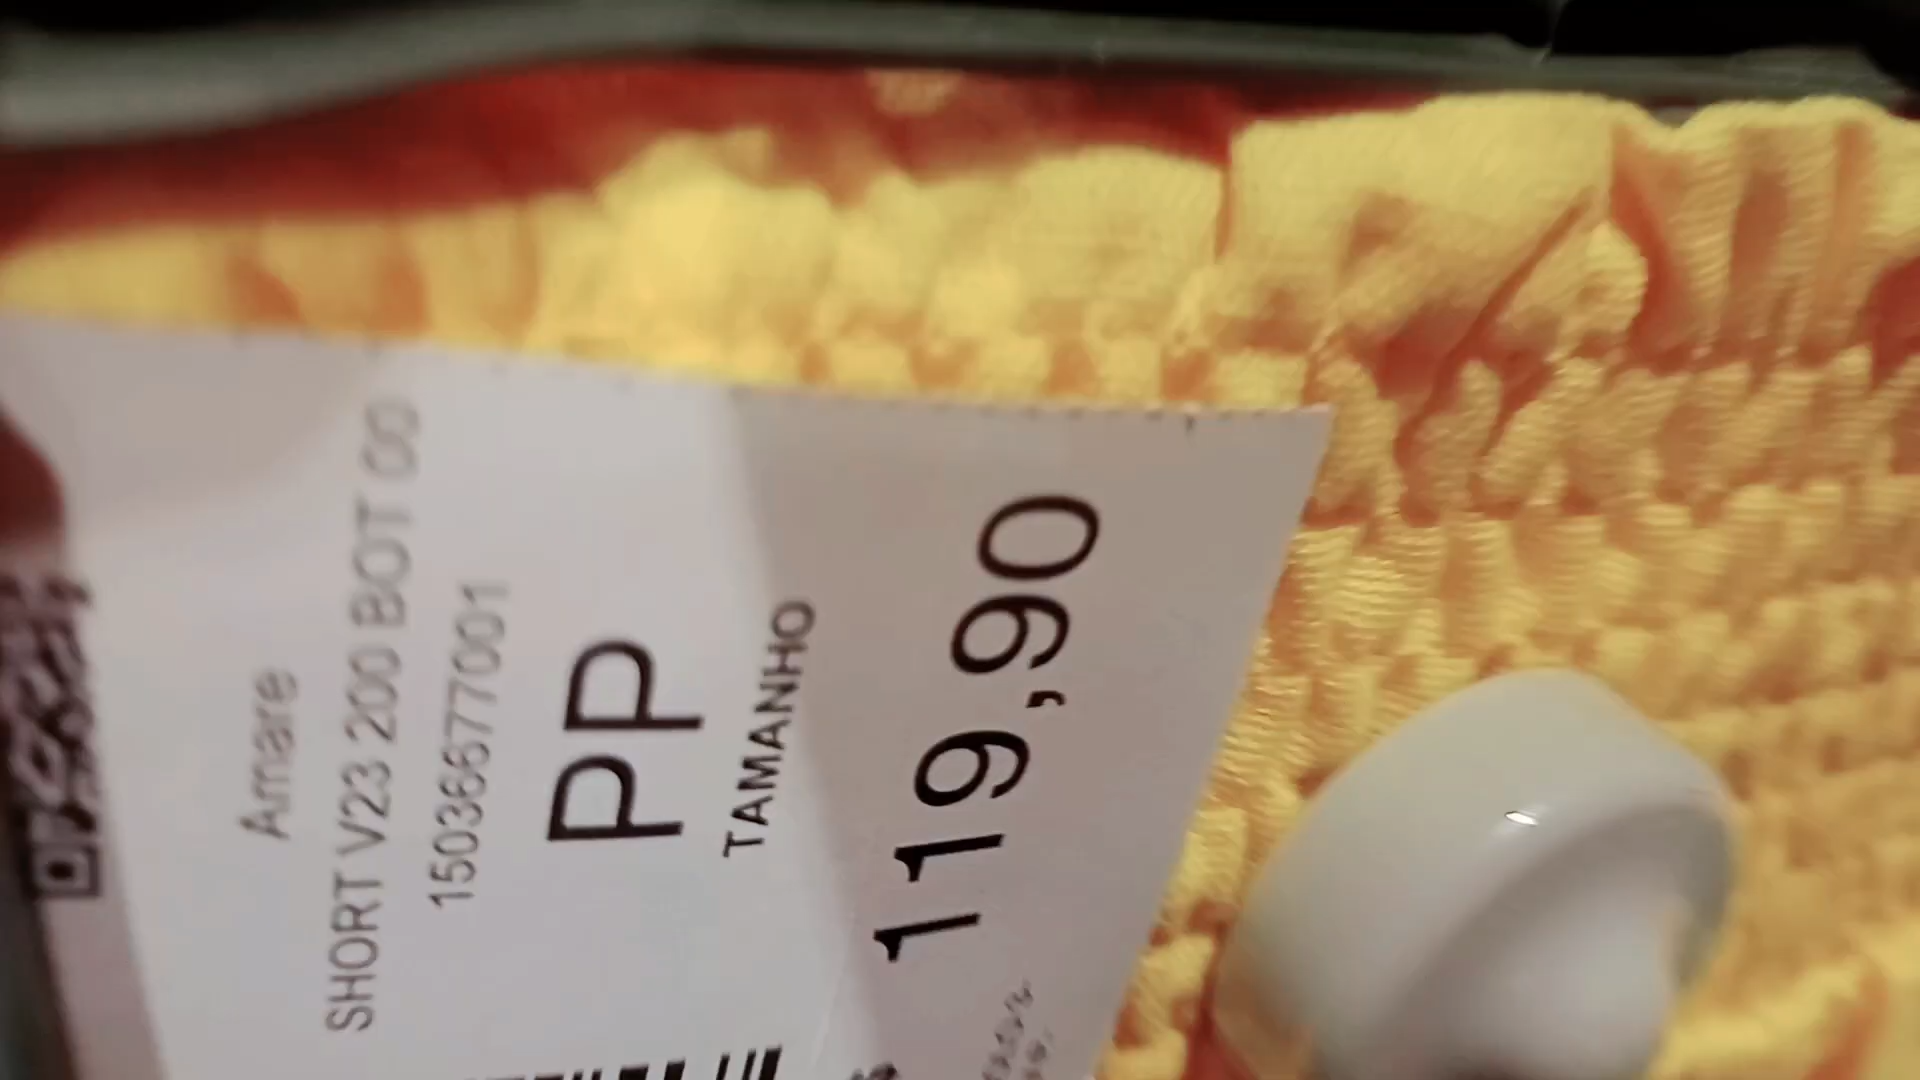 Amare
SHORT V23 200 BOT 00
15036677001
PP
TAMANHO
119,90